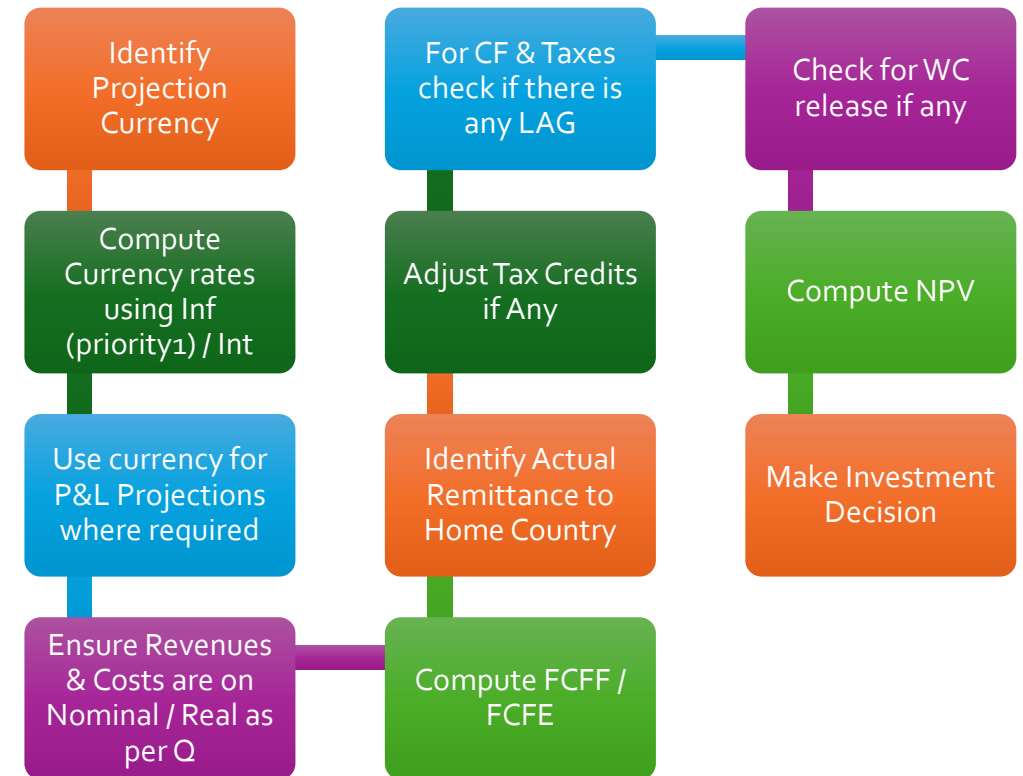 Identify
Projection
Currency
Compute
Currency rates
using Inf
(priority1) / Int
Use currency for
P&L Projections
where required
Ensure Revenues
& Costs are on
Nominal / Real as
per Q
Compute FCFF /
FCFE
Identify Actual
Remittance to
Home Country
Adjust Tax Credits
if Any
For CF & Taxes
check if there is
any LAG
Check for WC
release if any
Compute NPV
Make Investment
Decision